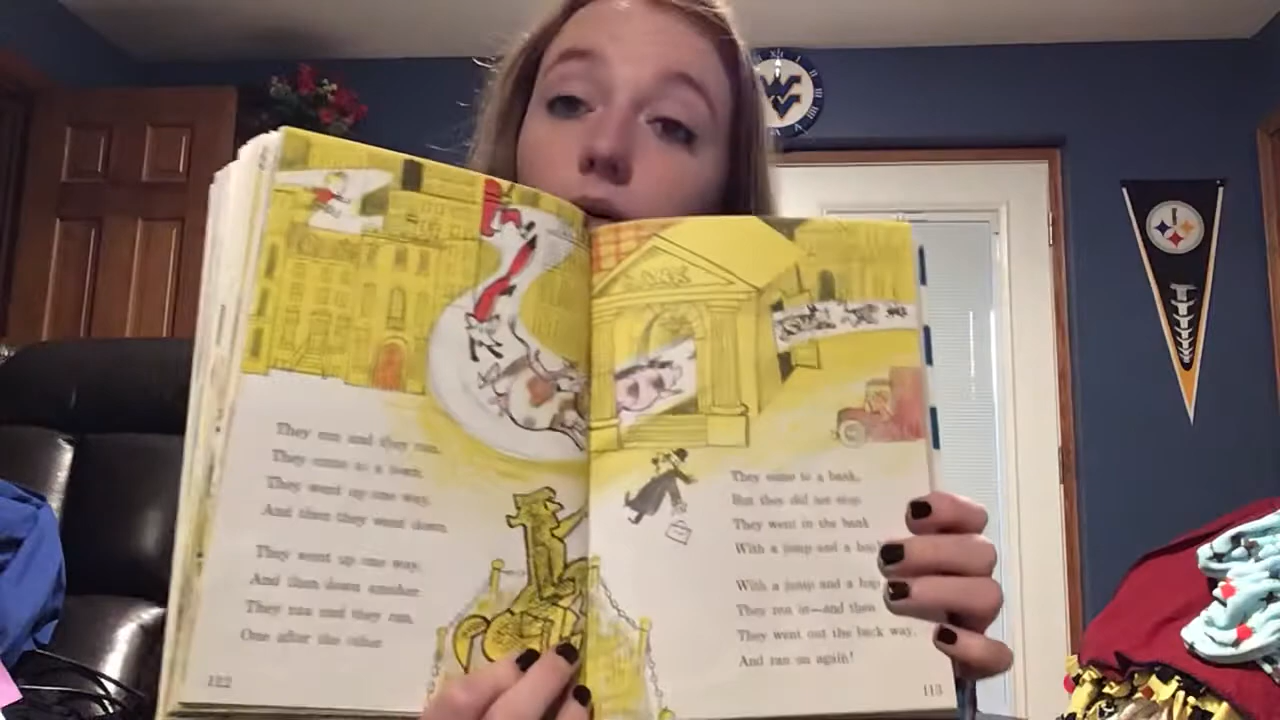 They ran and they ran.
They came to a town.
They went up one way.
And then they went down.
They went up one way.
And then down another.
They ran and they ran,
One after the other.
122
BANK
They came to a bank,
But they did not stop.
They went in the bank
With a jump and a hop
With a jump and a hop
They ran in—and then
They went out the back way.
And ran on again!
113